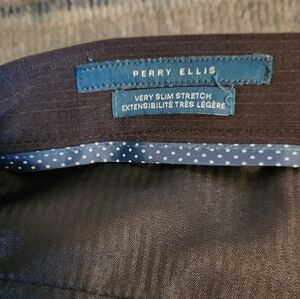 PERRY ELLIS
VERY SLIM STRETCH
EXTENSIBILITÉ TRÈS LÉGÈRE